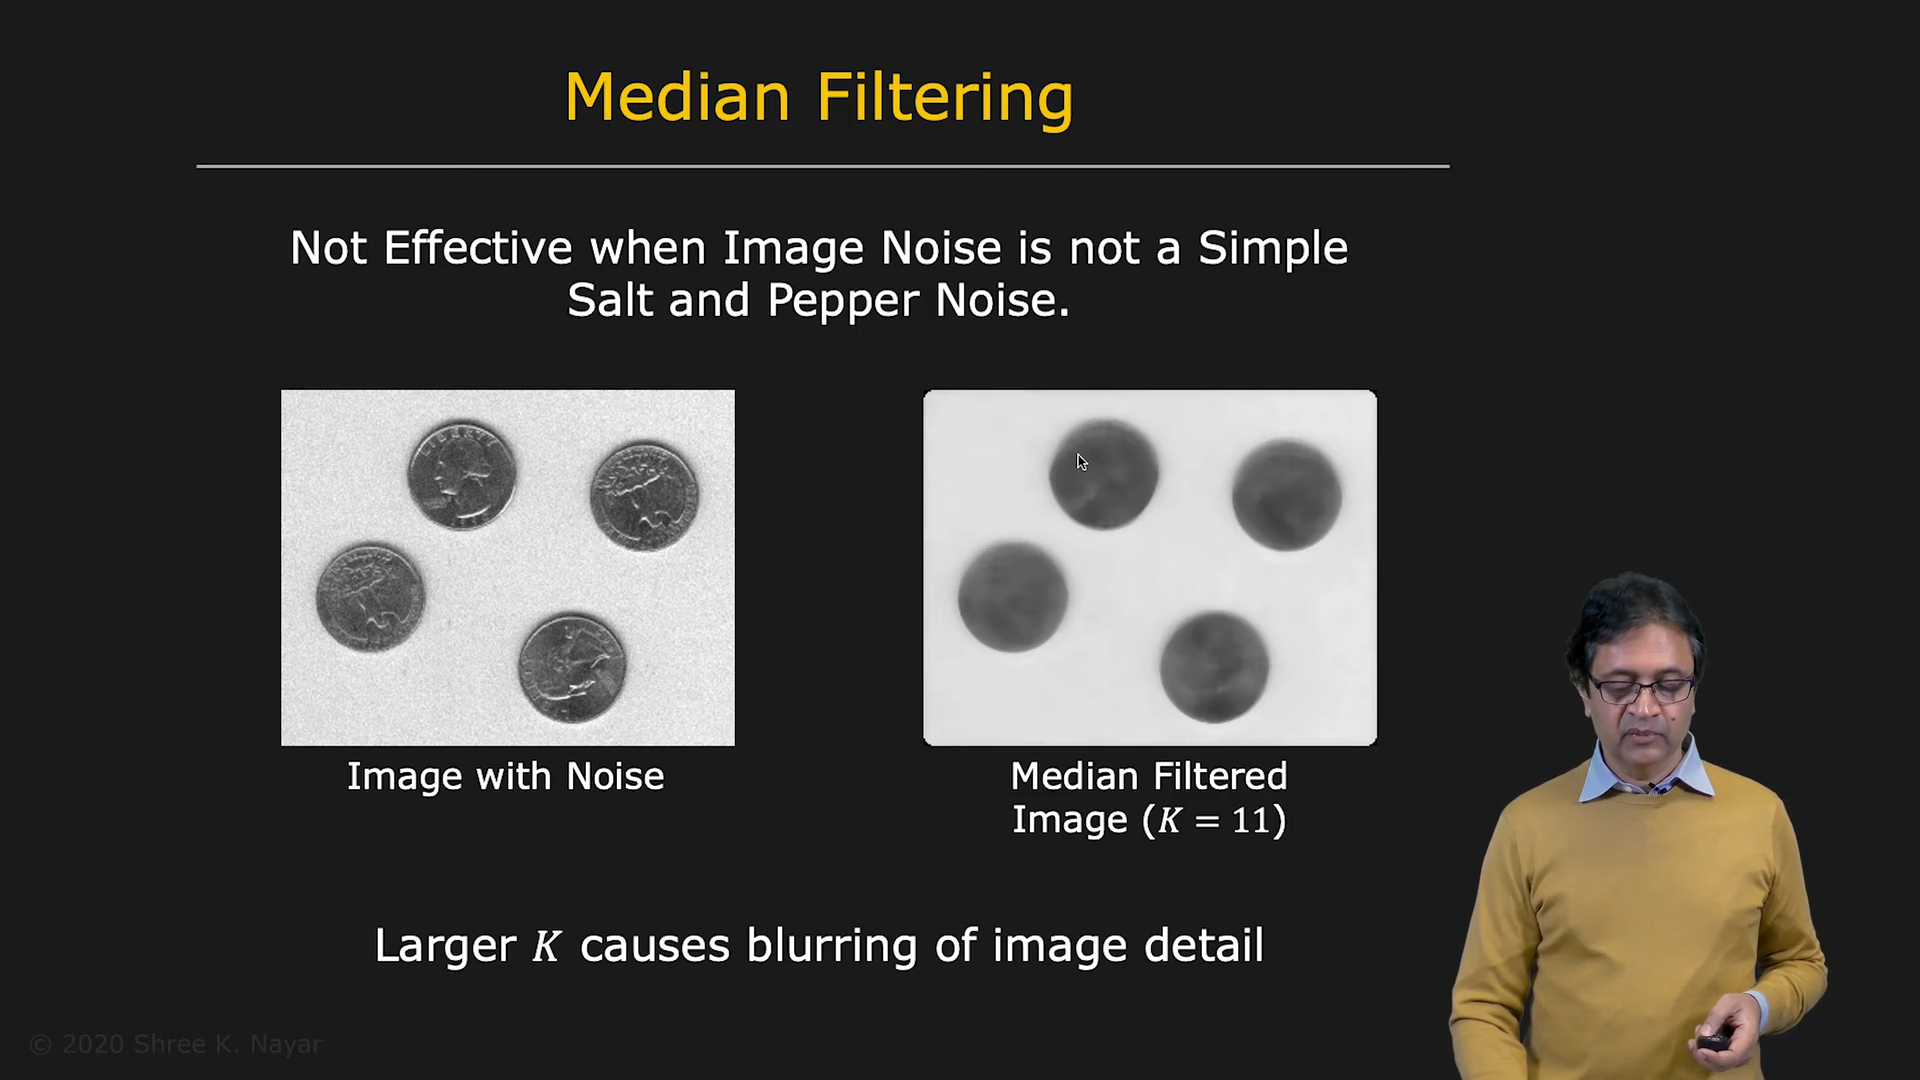 Median Filtering
Not Effective when Image Noise is not a Simple
Salt and Pepper Noise.
LIBERTY
Image with Noise
Median Filtered
Image (K = 11)
Larger K causes blurring of image detail
© 2020 Shree K. Nayar